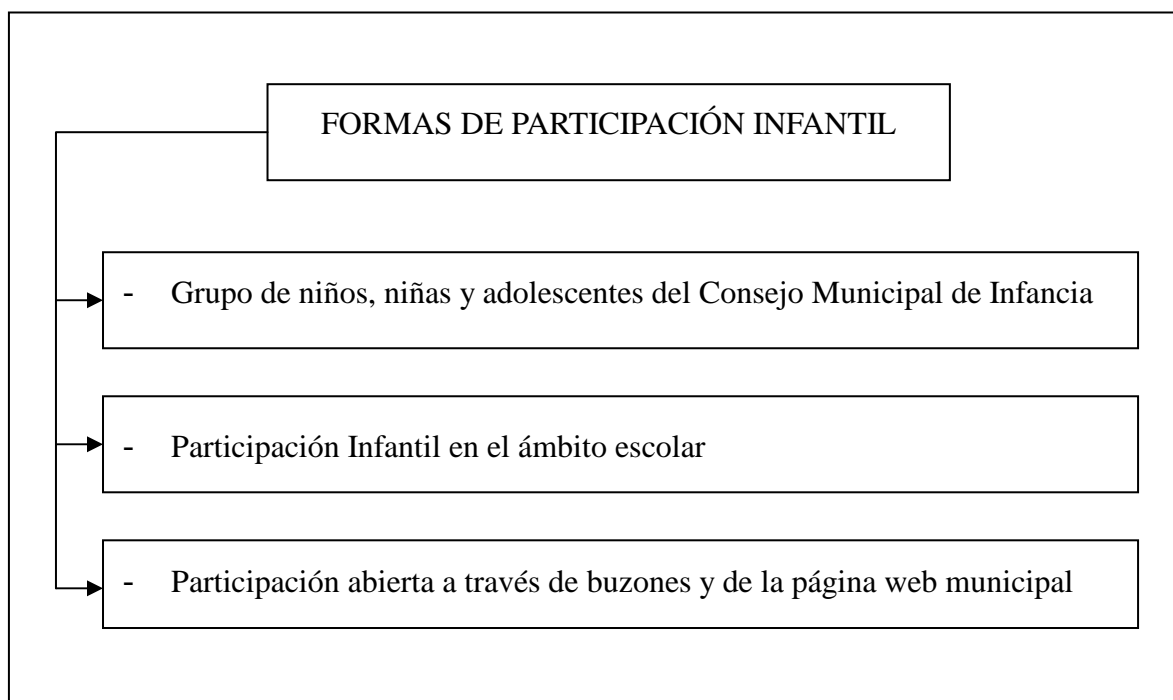 FORMAS DE PARTICIPACIÓN INFANTIL
- Grupo de niños, niñas y adolescentes del Consejo Municipal de Infancia
- Participación Infantil en el ámbito escolar
- Participación abierta a través de buzones y de la página web municipal